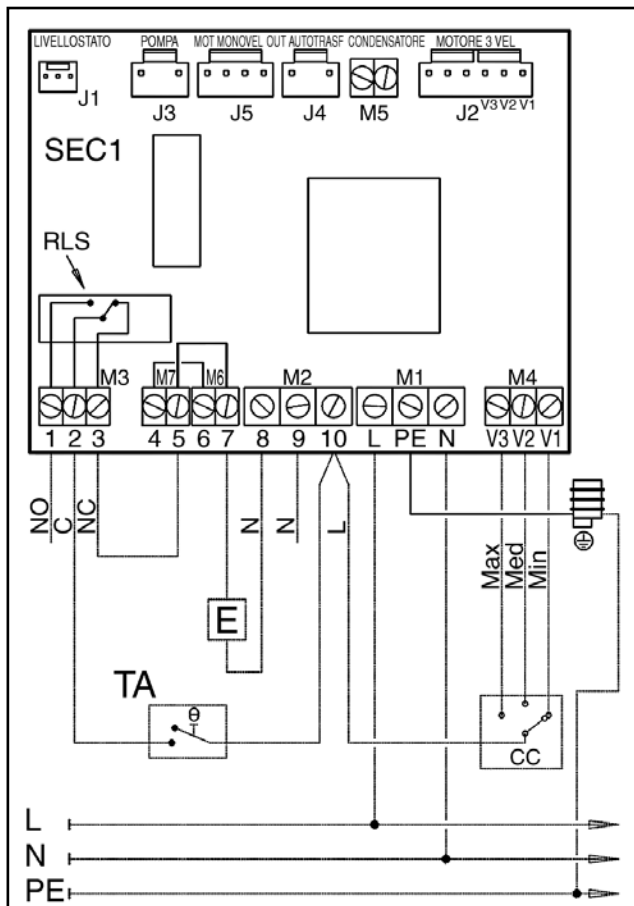 LIVELLOSTATO POMPA MOT MONOVEL OUT AUTOTRASF CONDENSATORE MOTORE 3 VEL
J1 J3 J5 J4 M5 J2 V3 V2 V1
SEC1
RLS
M3 M7 M6 M2 M1 M4
1 2 3 4 5 6 7 8 9 10 L PE N V3 V2 V1
NO C NC N N L
Max Med Min
E
TA
θ
CC
L
N
PE